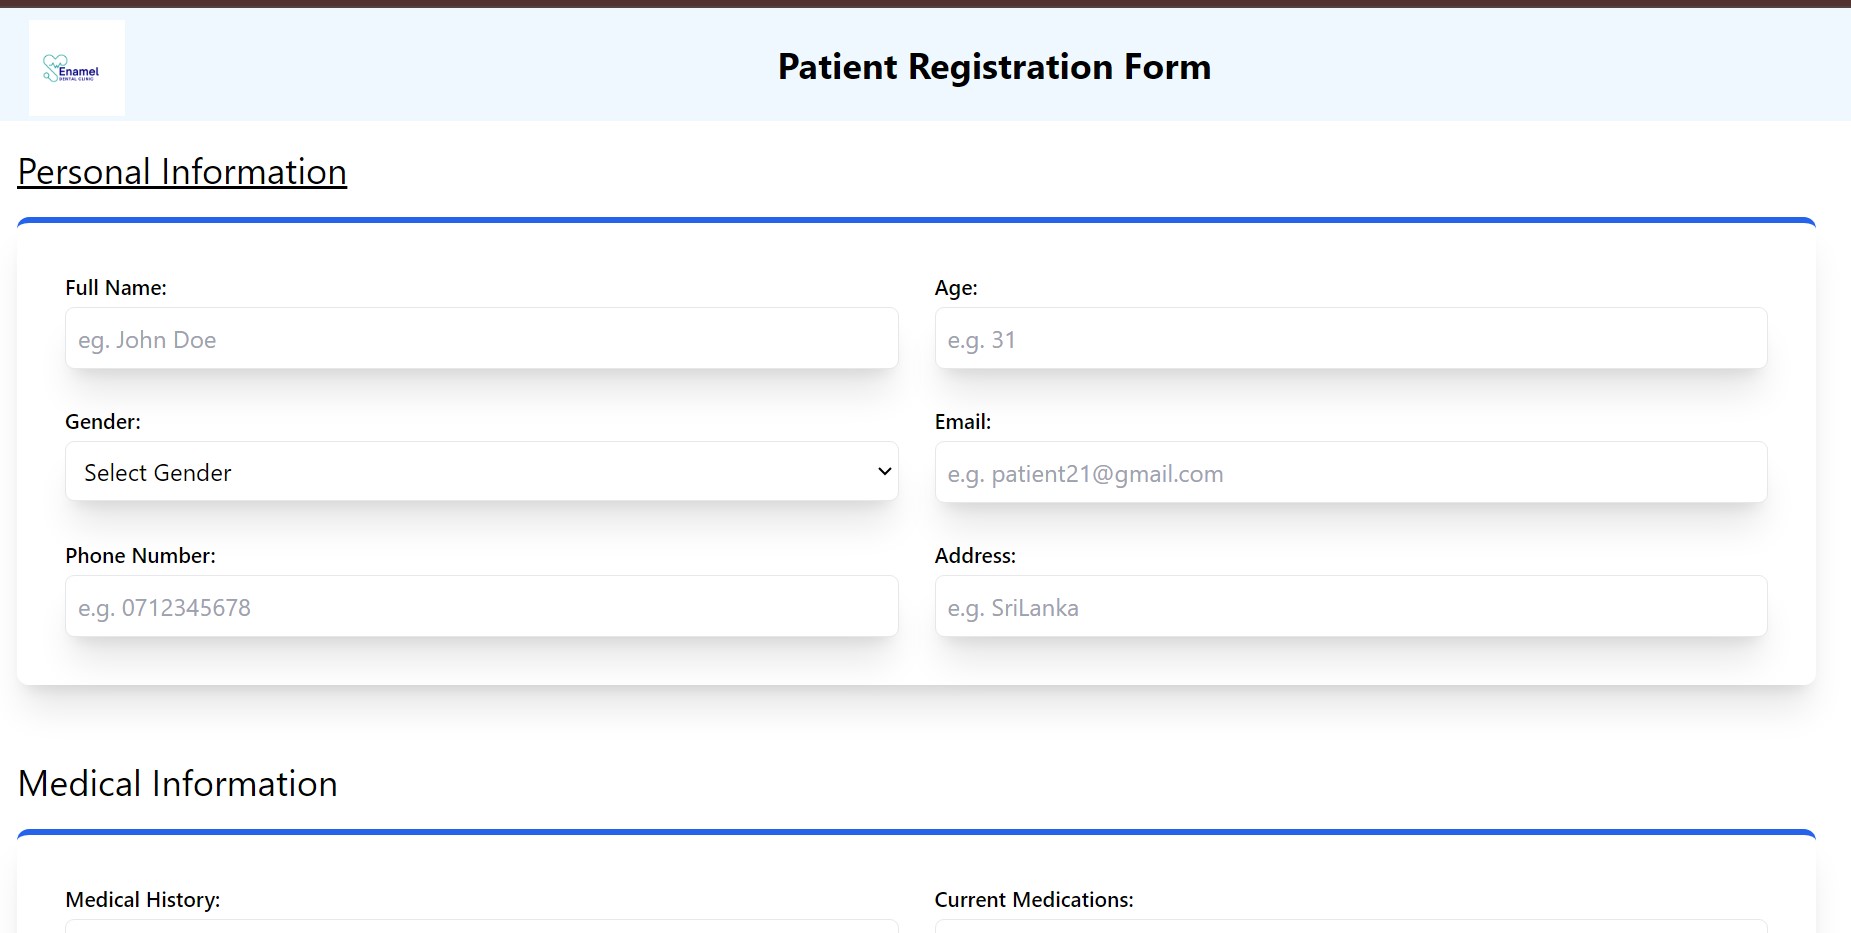 Enamel
DENTAL CLINIC
Patient Registration Form
Personal Information
Full Name:
Age:
eg. John Doe
e.g. 31
Gender:
Email:
Select Gender
e.g. patient21@gmail.com
Phone Number:
Address:
e.g. 0712345678
e.g. SriLanka
Medical Information
Medical History:
Current Medications: